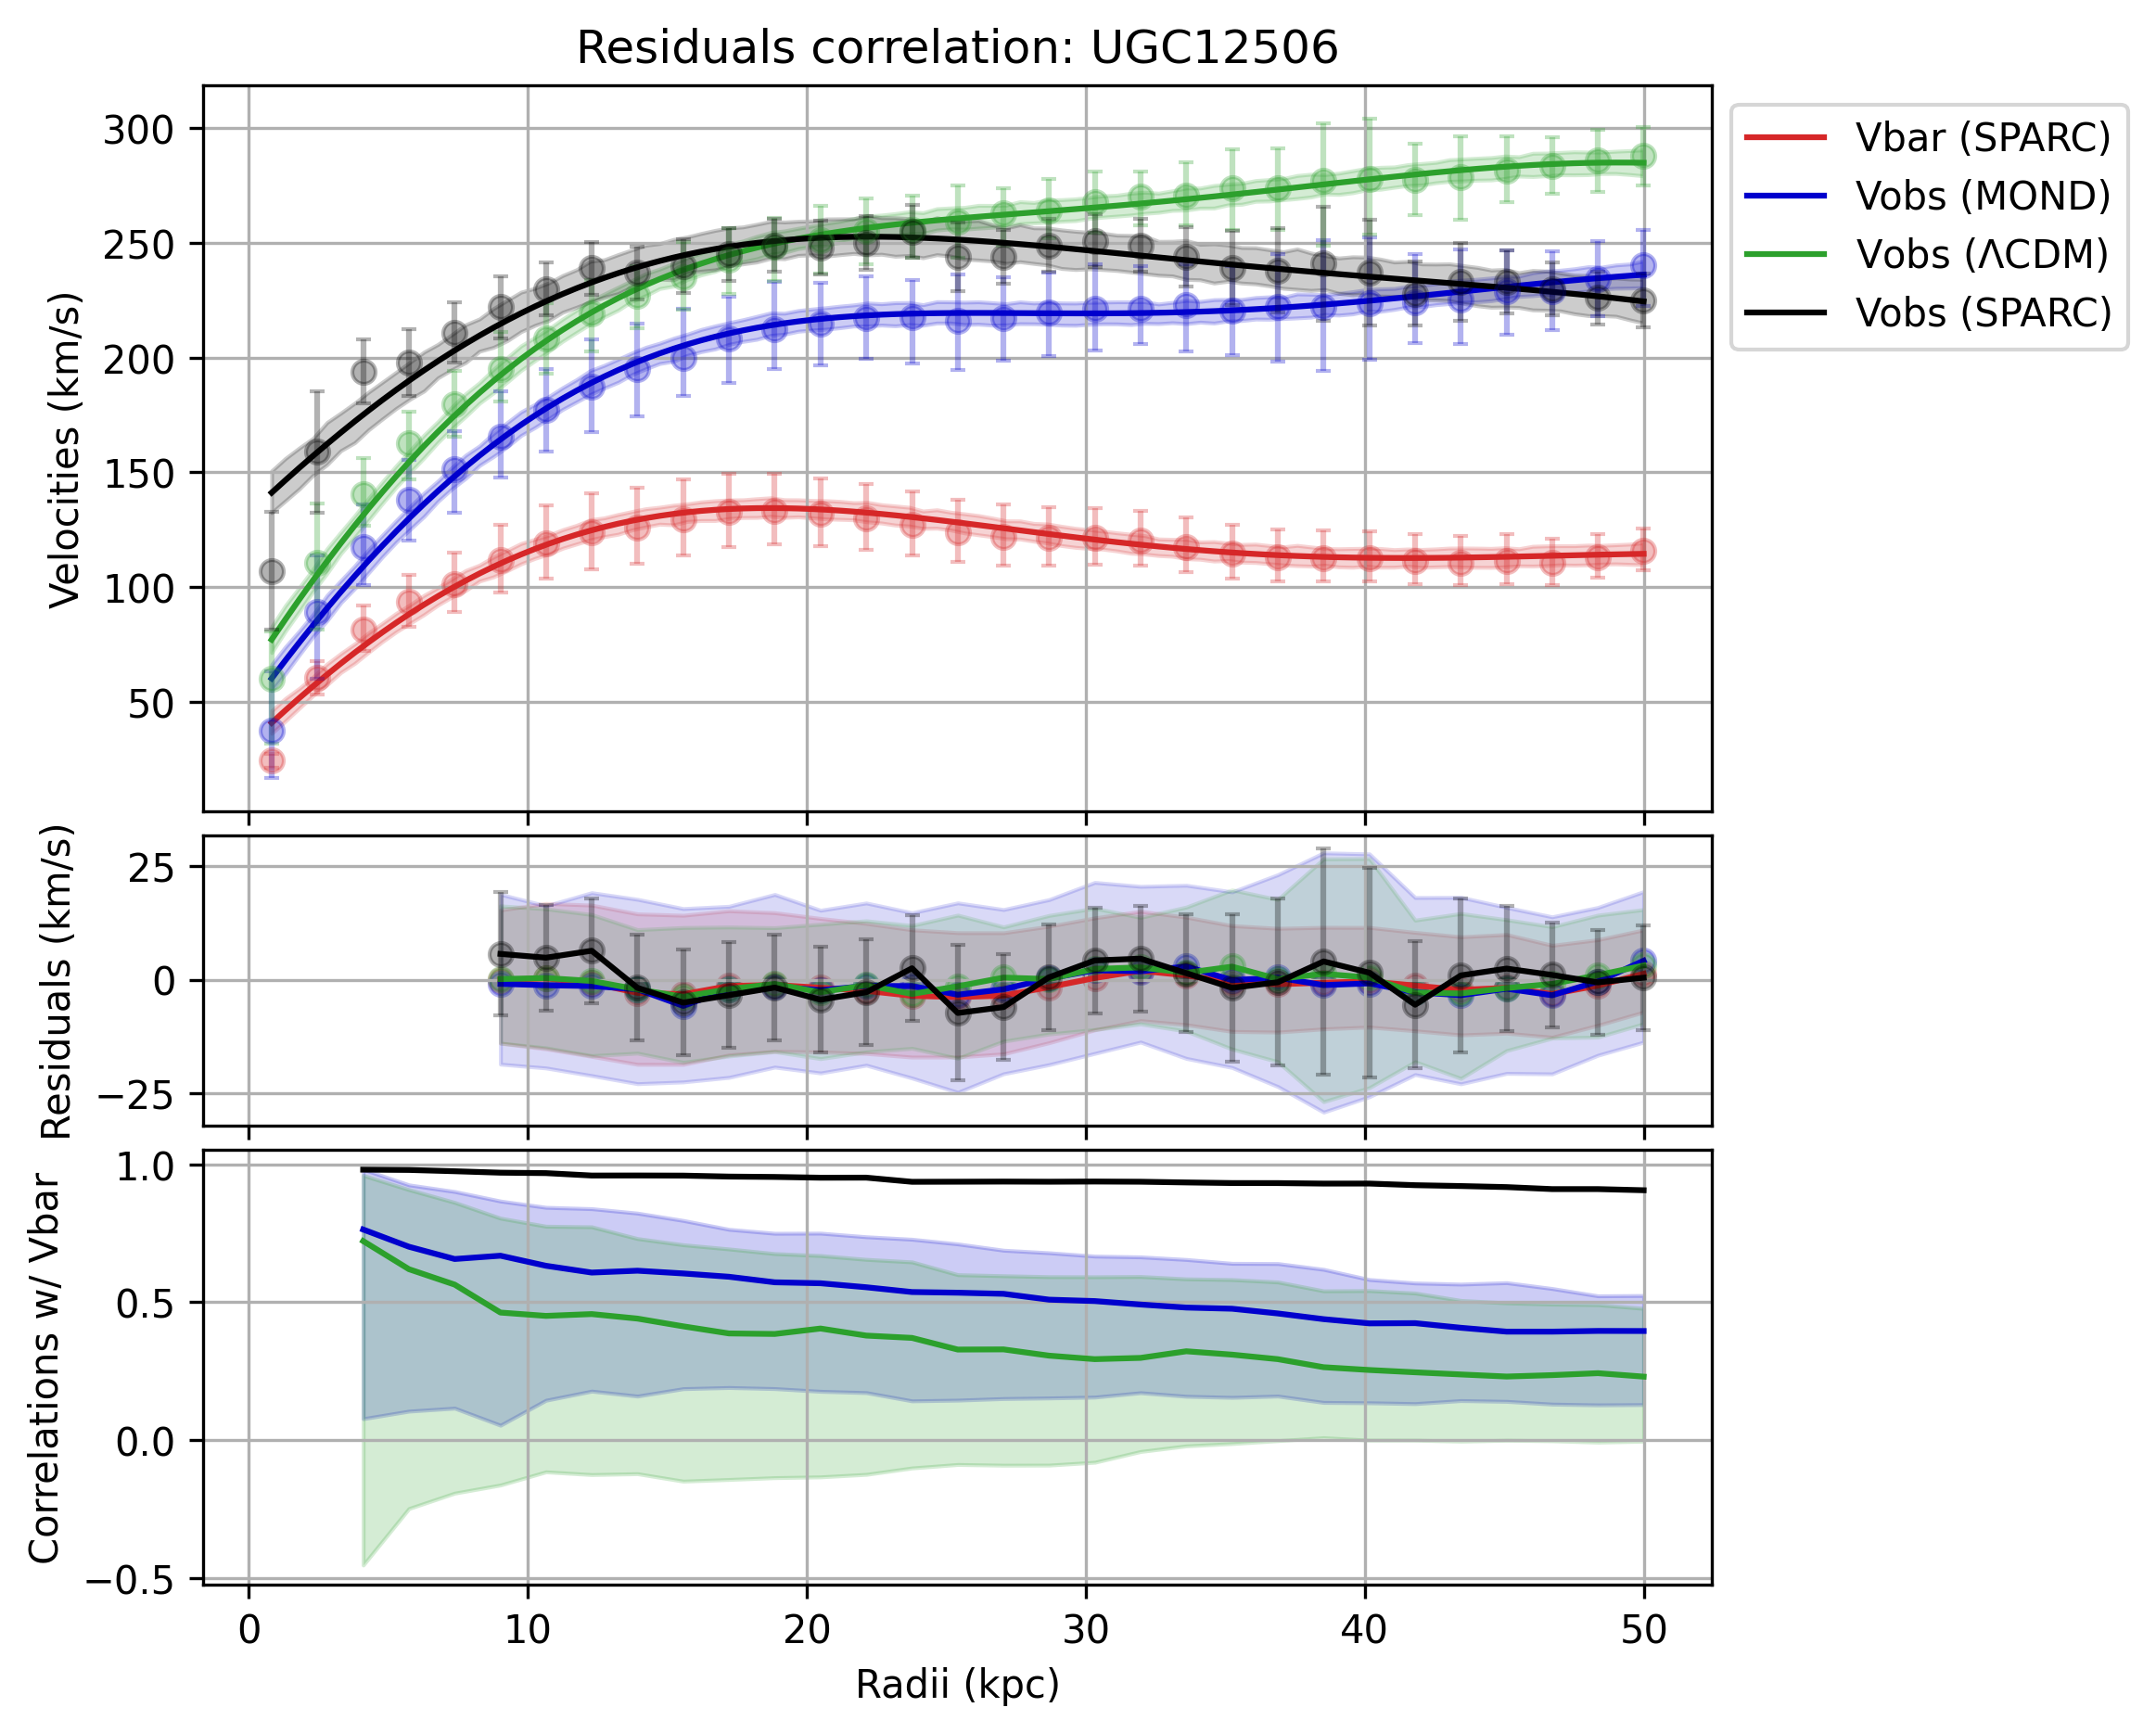 Residuals correlation: UGC12506
Velocities (km/s)
300
250
200
150
100
50
Vbar (SPARC)
Vobs (MOND)
Vobs (ΛCDM)
Vobs (SPARC)
Residuals (km/s)
25
0
−25
Correlations w/ Vbar
1.0
0.5
0.0
−0.5
0 10 20 30 40 50
Radii (kpc)